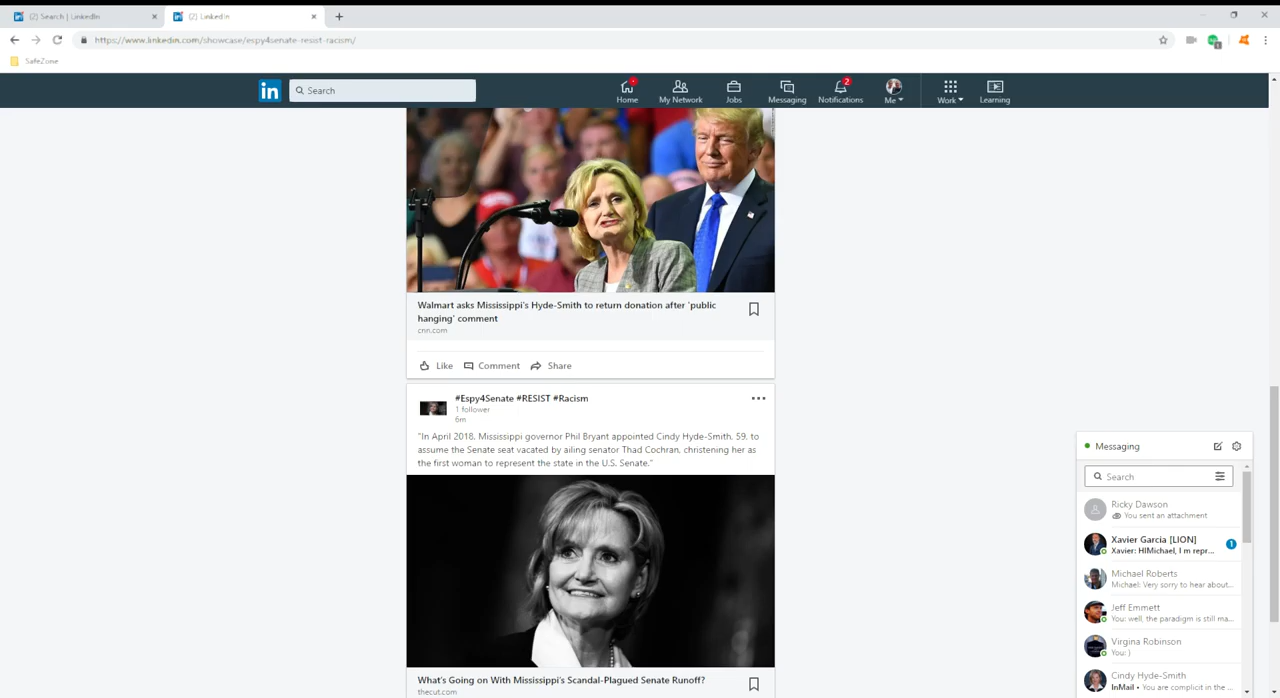 (2) Search | LinkedIn
(2) LinkedIn
https://www.linkedin.com/showcase/espy4senate-resist-racism/
SafeZone
in
Search
Home
My Network
Jobs
Messaging
2
Notifications
Me
Work
Learning
Walmart asks Mississippi's Hyde-Smith to return donation after 'public
hanging' comment
cnn.com
Like
Comment
Share
#Espy4Senate #RESIST #Racism
1 follower
6m
"In April 2018, Mississippi governor Phil Bryant appointed Cindy Hyde-Smith, 59, to
assume the Senate seat vacated by ailing senator Thad Cochran, christening her as
the first woman to represent the state in the U.S. Senate."
What's Going on With Mississippi's Scandal-Plagued Senate Runoff?
thecut.com
Messaging
Search
Ricky Dawson
You sent an attachment
Xavier Garcia [LION]
Xavier: HIMichael, I m repr...
1
Michael Roberts
Michael: Very sorry to hear about...
Jeff Emmett
You: well, the paradigm is still ma...
Virgina Robinson
You: )
Cindy Hyde-Smith
InMail • You are complicit in the ...